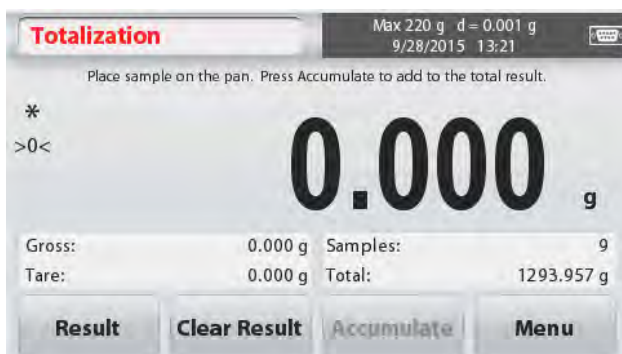 Totalization
Max 220 g  d = 0.001 g
9/28/2015  13:21
Place sample on the pan. Press Accumulate to add to the total result.
*
>0<
0.000 g
Gross: 0.000 g Samples: 9
Tare: 0.000 g Total: 1293.957 g
Result Clear Result Accumulate Menu